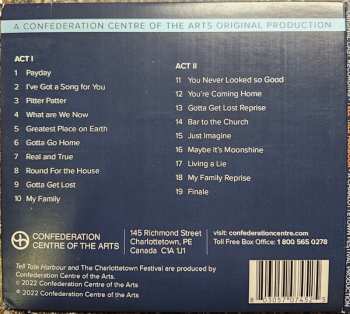 A CONFEDERATION CENTRE OF THE ARTS ORIGINAL PRODUCTION
ACT I
1 Payday
2 I've Got a Song for You
3 Pitter Patter
4 What are We Now
5 Greatest Place on Earth
6 Gotta Go Home
7 Real and True
8 Round For the House
9 Gotta Get Lost
10 My Family
ACT II
11 You Never Looked so Good
12 You're Coming Home
13 Gotta Get Lost Reprise
14 Bar to the Church
15 Just Imagine
16 Maybe it's Moonshine
17 Living a Lie
18 My Family Reprise
19 Finale
CONFEDERATION
CENTRE OF THE ARTS
145 Richmond Street
Charlottetown, PE
Canada C1A 1J1
visit: confederationcentre.com
Toll Free Box Office: 1 800 565 0278
Tell Tale Harbour and The Charlottetown Festival are produced by
Confederation Centre of the Arts.
© 2022 Confederation Centre of the Arts
℗ 2022 Confederation Centre of the Arts